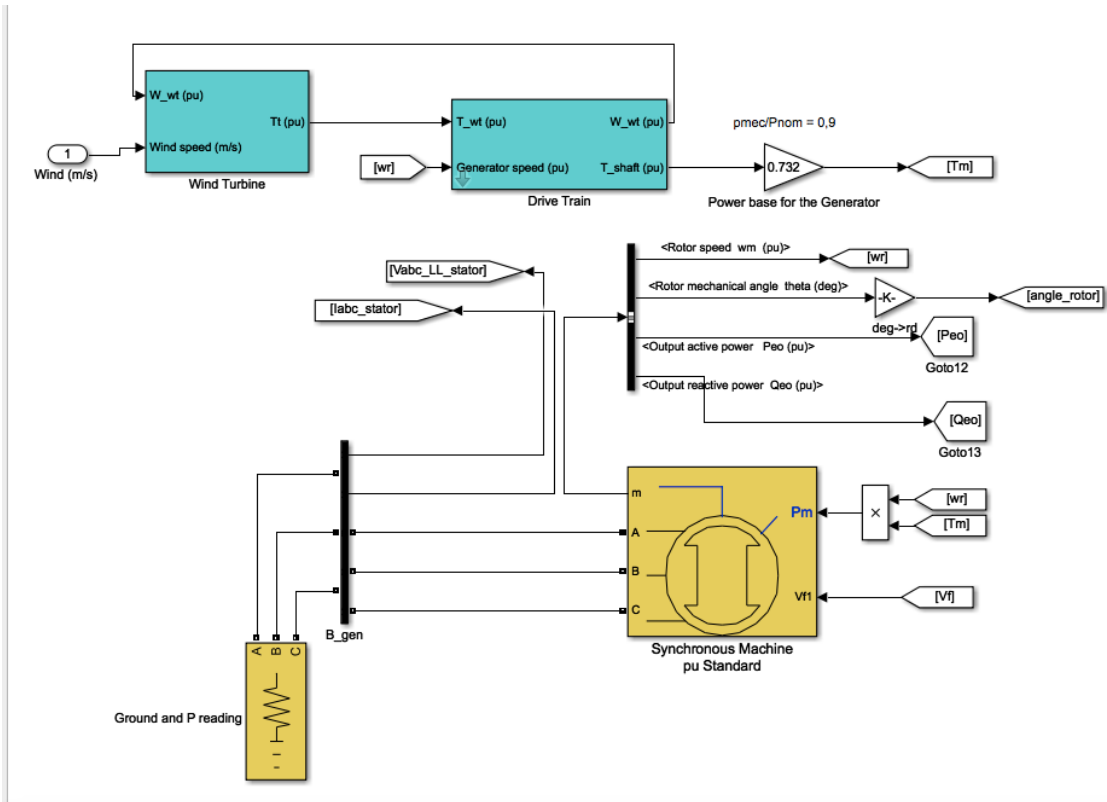 W_wt (pu)
Tt (pu)
Wind speed (m/s)
1
Wind (m/s)
Wind Turbine
T_wt (pu)
W_wt (pu)
[wr]
Generator speed (pu)
T_shaft (pu)
Drive Train
pmec/Pnom = 0,9
0.732
[Tm]
Power base for the Generator
[Vabc_LL_stator]
[Iabc_stator]
<Rotor speed wm (pu)>
[wr]
<Rotor mechanical angle theta (deg)>
-K-
[angle_rotor]
deg->rd
[Peo]
<Output active power Peo (pu)>
Goto12
<Output reactive power Qeo (pu)>
[Qeo]
Goto13
m
Pm
×
[wr]
[Tm]
A
B
C
Vf1
[Vf]
B_gen
Synchronous Machine
pu Standard
A
B
C
Ground and P reading